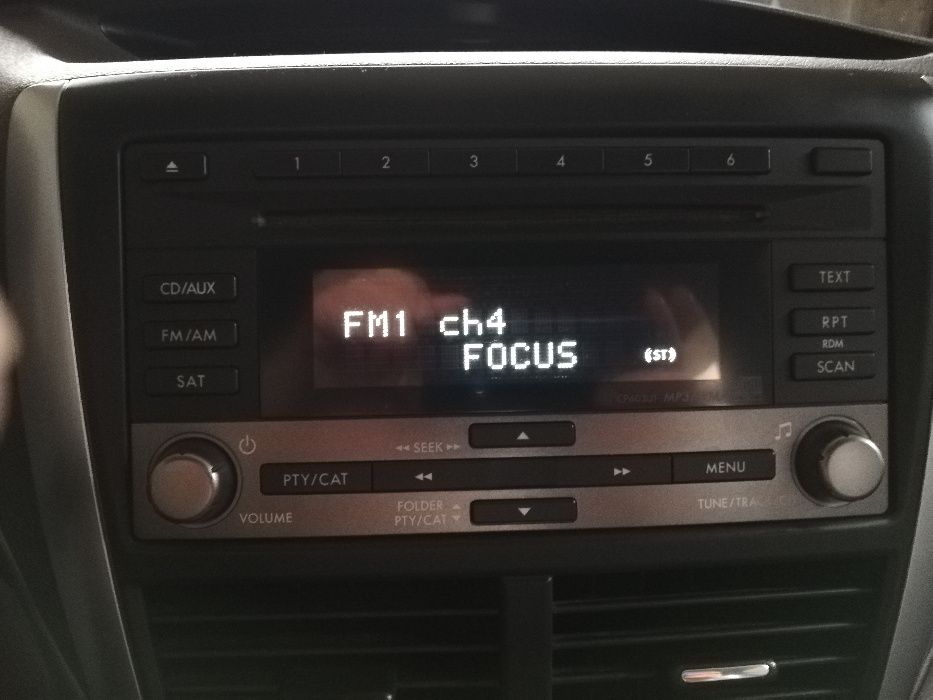 1 2 3 4 5 6
CD/AUX
FM/AM
SAT
FM1 ch4
FOCUS (ST)
TEXT
RPT
RDM
SCAN
SEEK
PTY/CAT
MENU
FOLDER
PTY/CAT
VOLUME